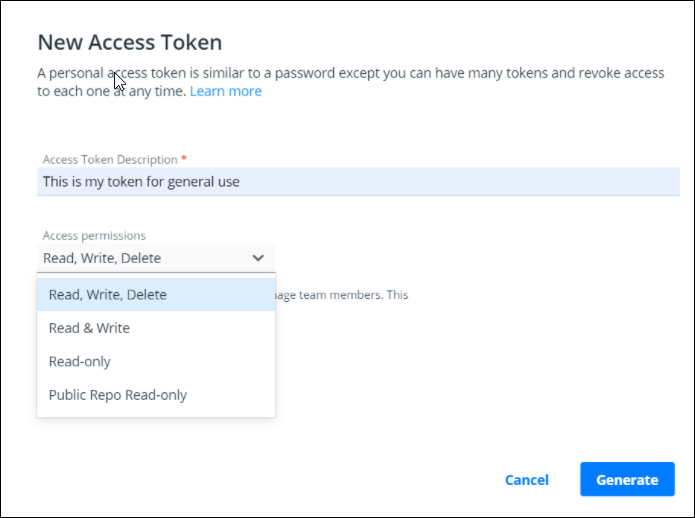 New Access Token
A personal access token is similar to a password except you can have many tokens and revoke access
to each one at any time. Learn more
Access Token Description *
This is my token for general use
Access permissions
Read, Write, Delete
Read, Write, Delete
team members. This
Read & Write
Read-only
Public Repo Read-only
Cancel
Generate